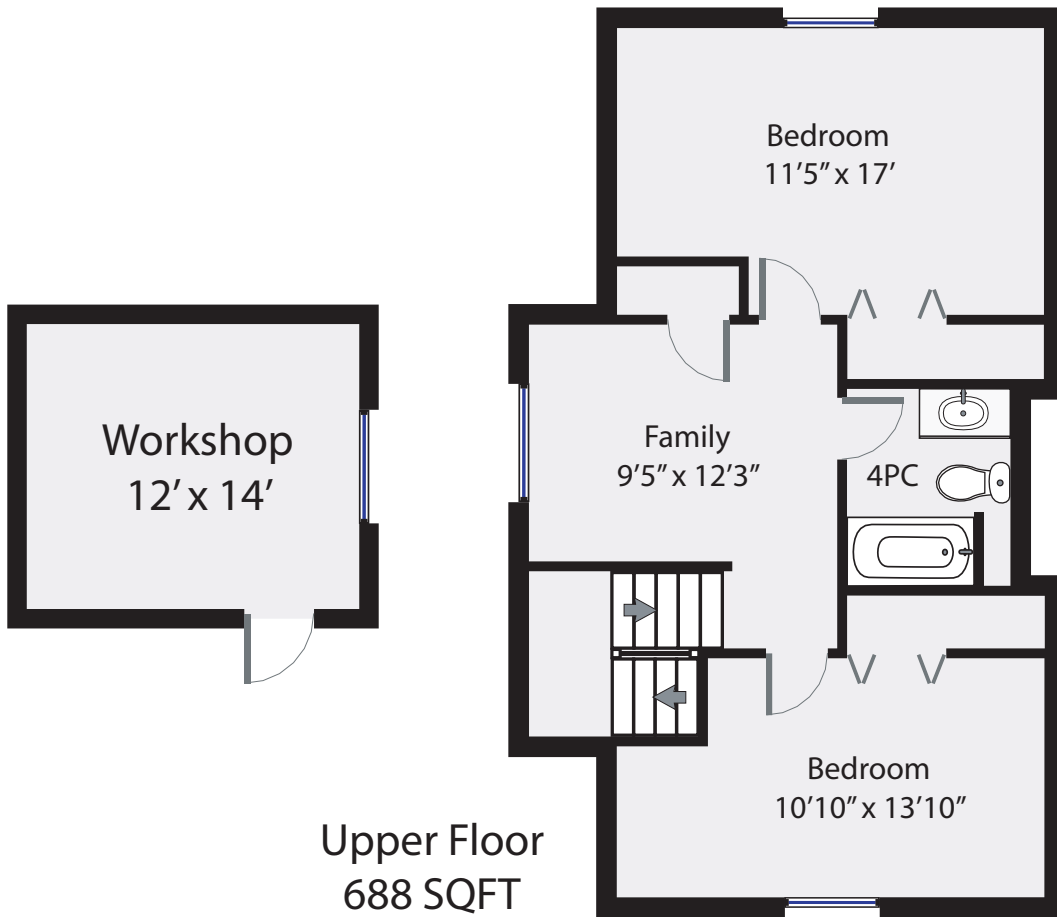 Bedroom
11’5” x 17’
Workshop
12’ x 14’
Family
9’5” x 12’3”
4PC
Bedroom
10’10” x 13’10”
Upper Floor
688 SQFT